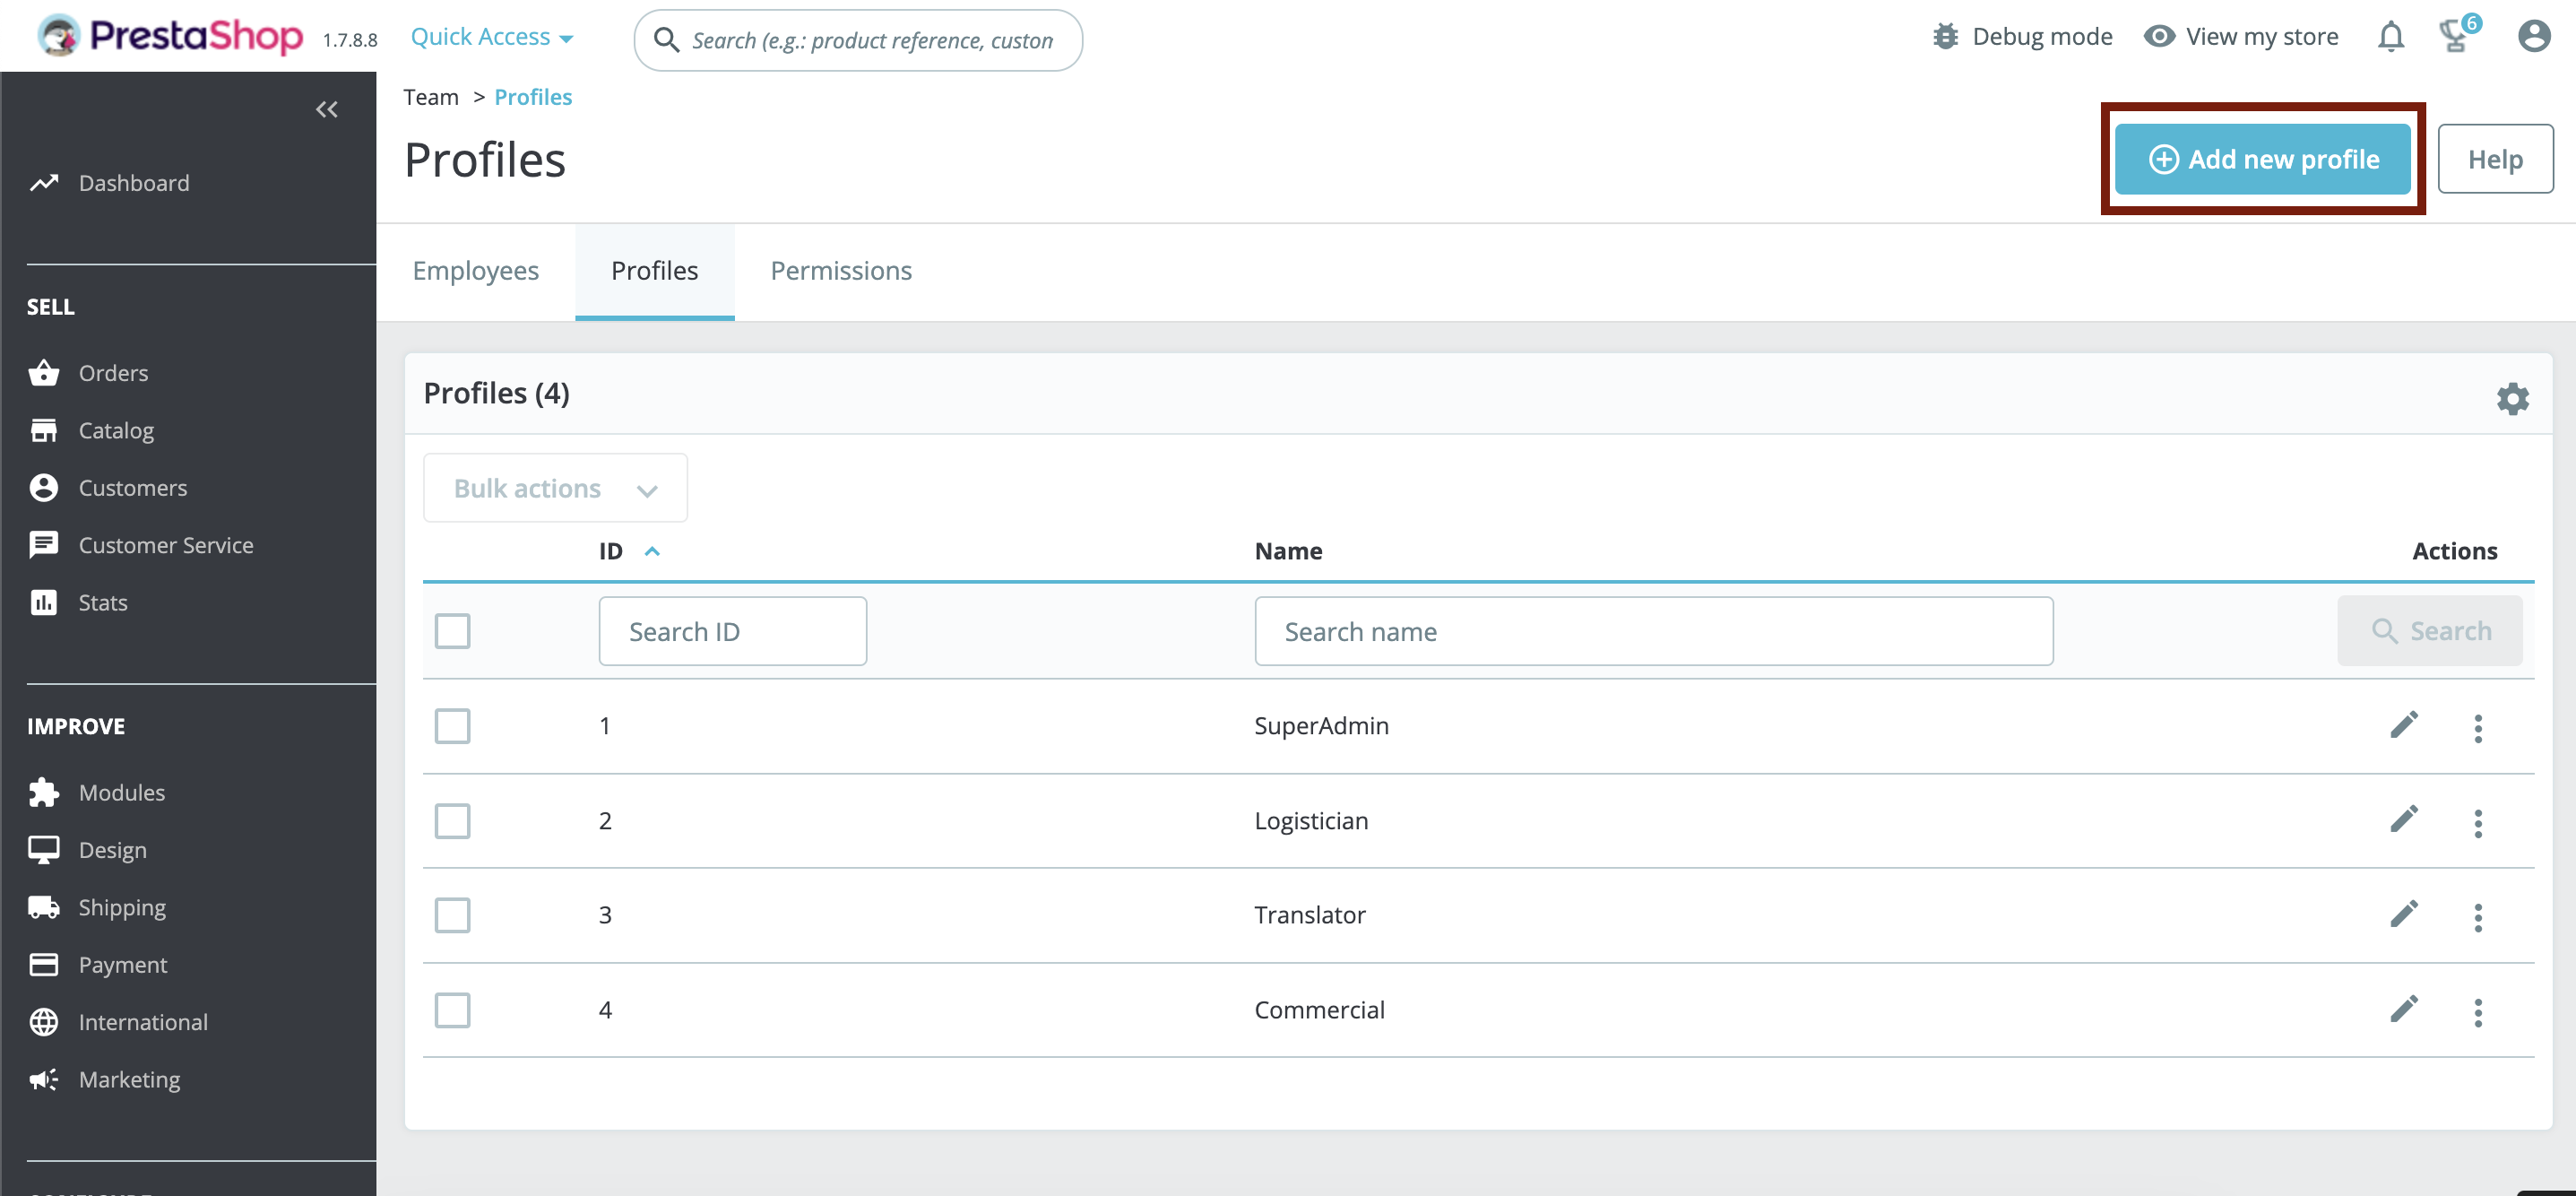 PrestaShop 1.7.8.8 Quick Access Search (e.g.: product reference, custon Debug mode View my store 6
Team > Profiles
Profiles
Add new profile Help
Dashboard
Employees Profiles Permissions
SELL
Orders
Catalog
Customers
Customer Service
Stats
IMPROVE
Modules
Design
Shipping
Payment
International
Marketing
Profiles (4)
Bulk actions
ID Name Actions
Search ID Search name Search
1 SuperAdmin
2 Logistician
3 Translator
4 Commercial